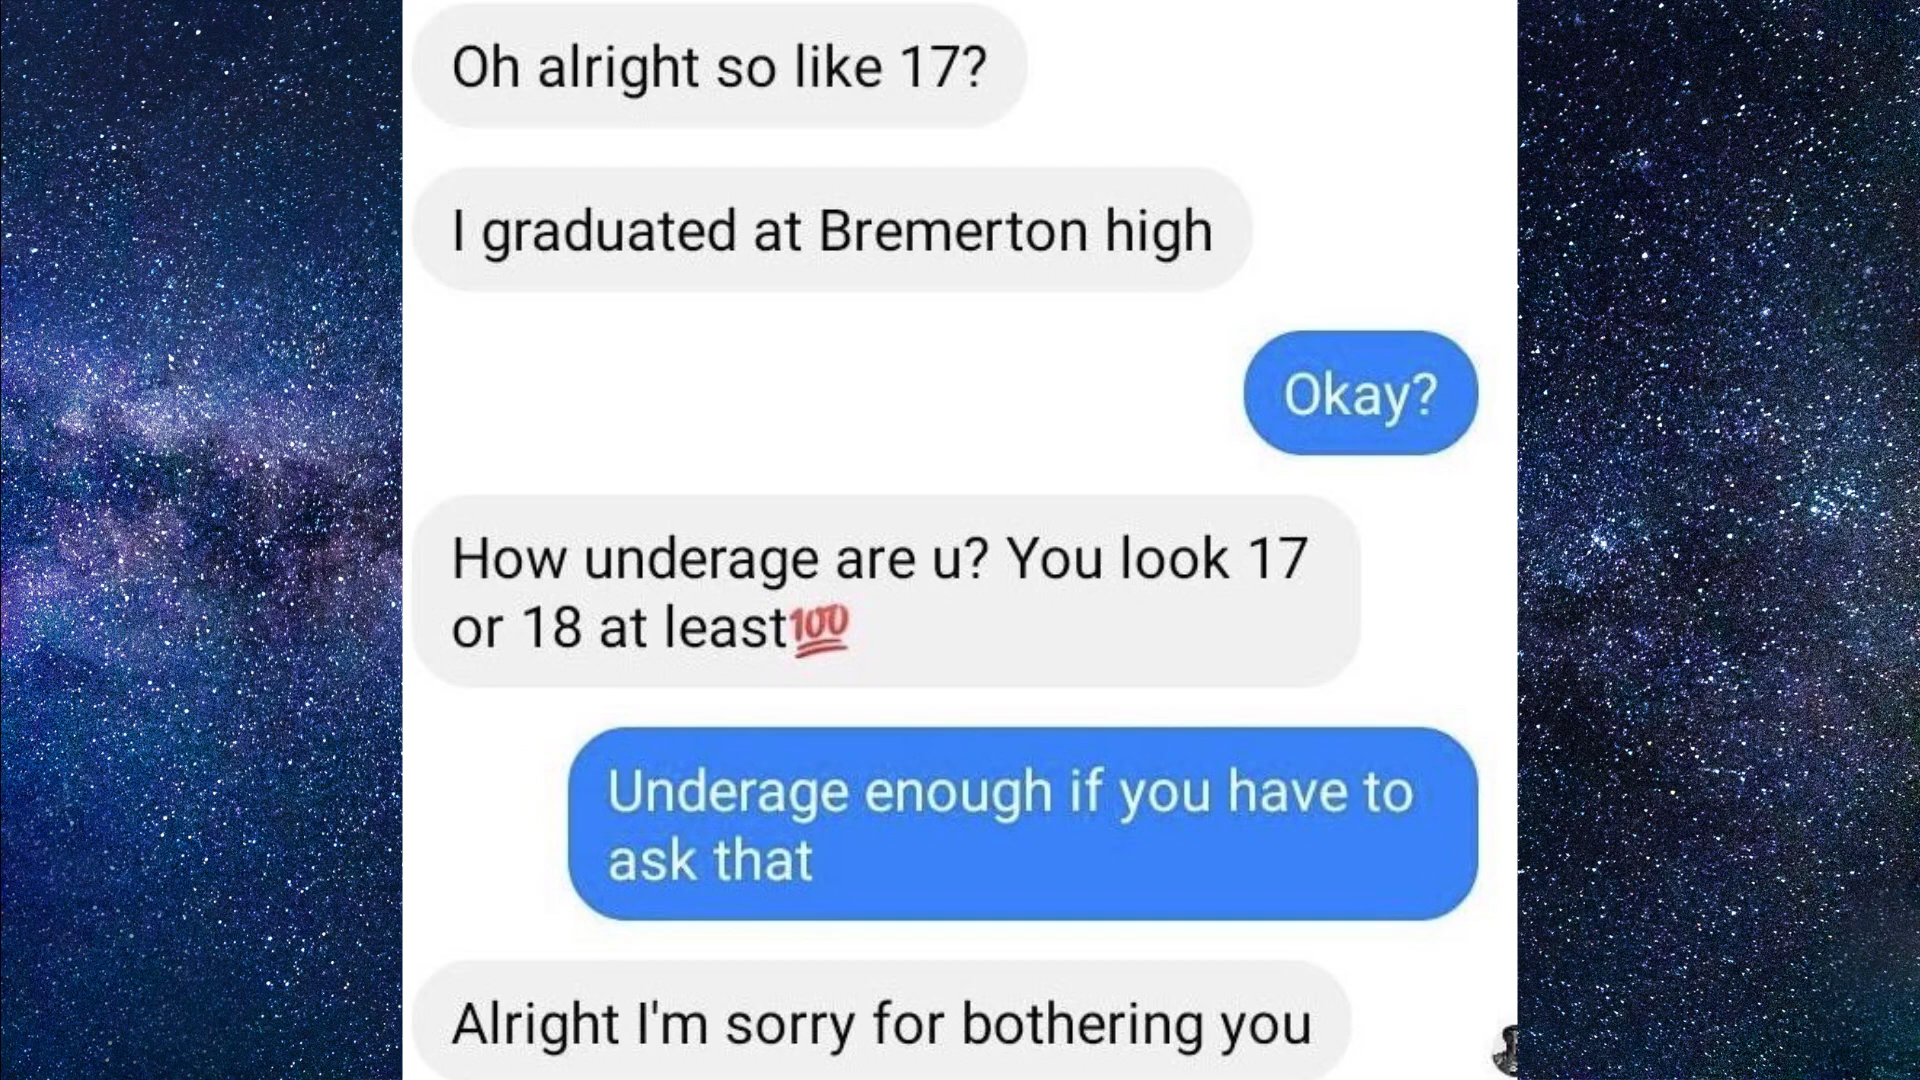 Oh alright so like 17?
I graduated at Bremerton high
Okay?
How underage are u? You look 17
or 18 at least💯
Underage enough if you have to
ask that
Alright I'm sorry for bothering you